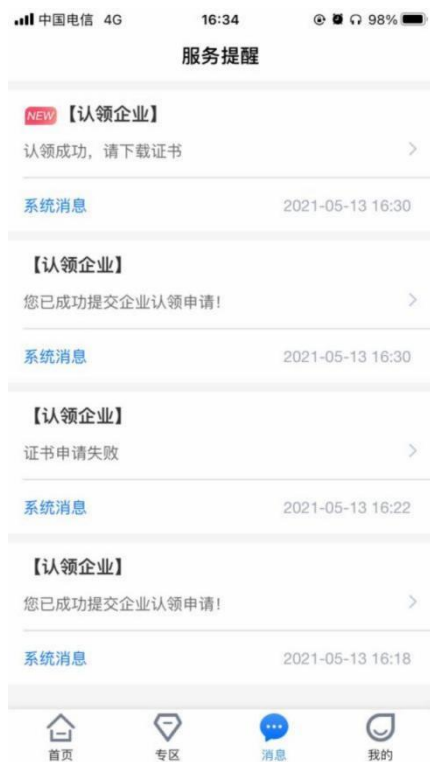 中国电信 4G 16:34 98%
服务提醒
NEW 【认领企业】
认领成功，请下载证书
系统消息 2021-05-13 16:30
【认领企业】
您已成功提交企业认领申请！
系统消息 2021-05-13 16:30
【认领企业】
证书申请失败
系统消息 2021-05-13 16:22
【认领企业】
您已成功提交企业认领申请！
系统消息 2021-05-13 16:18
首页 专区 消息 我的